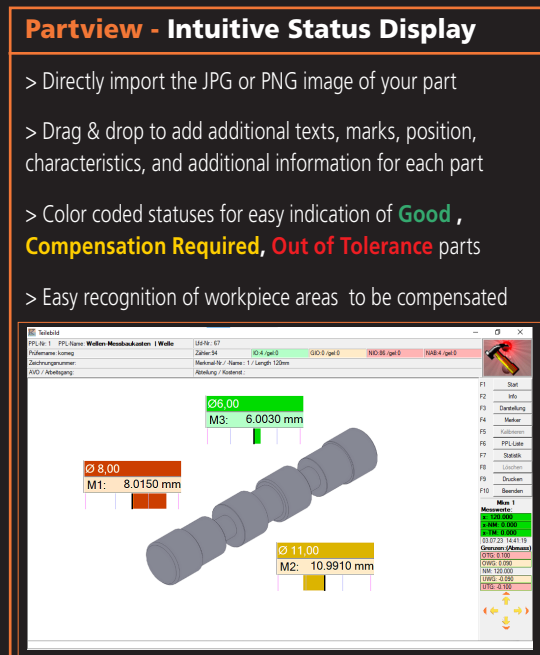 Partview - Intuitive Status Display
> Directly import the JPG or PNG image of your part
> Drag & drop to add additional texts, marks, position,
characteristics, and additional information for each part
> Color coded statuses for easy indication of Good ,
Compensation Required, Out of Tolerance parts
> Easy recognition of workpiece areas to be compensated
Teilebild
PPL-Nr: 1 PPL-Name: Wellen-Messbaukasten | Welle Lfd-Nr.: 67
Prüfername: komeg Zähler:94 IO:4 /gel:0 GIO:0 /gel:0 NIO:86 /gel:0 NAB:4 /gel:0
Zeichnungsnummer: Merkmal-Nr./ -Name : 1 / Length 120mm
AVO / Arbeitsgang: Abteilung / Kostenst.:
F1 Start
F2 Info
F3 Darstellung
F4 Merker
F5 Kalibrieren
F6 PPL-Liste
F7 Statistik
F8 Löschen
F9 Drucken
F10 Beenden
Ø6,00
M3: 6.0030 mm
Ø 8,00
M1: 8.0150 mm
Ø 11,00
M2: 10.9910 mm
Mkm 1
Messwerte:
x: 120.000
x-NM: 0.000
x-TM: 0.000
03.07.23 14:41:19
Grenzen:(Abmass)
OTG: 0.100
OWG: 0.090
NM: 120.000
UWG: -0.090
UTG: -0.100